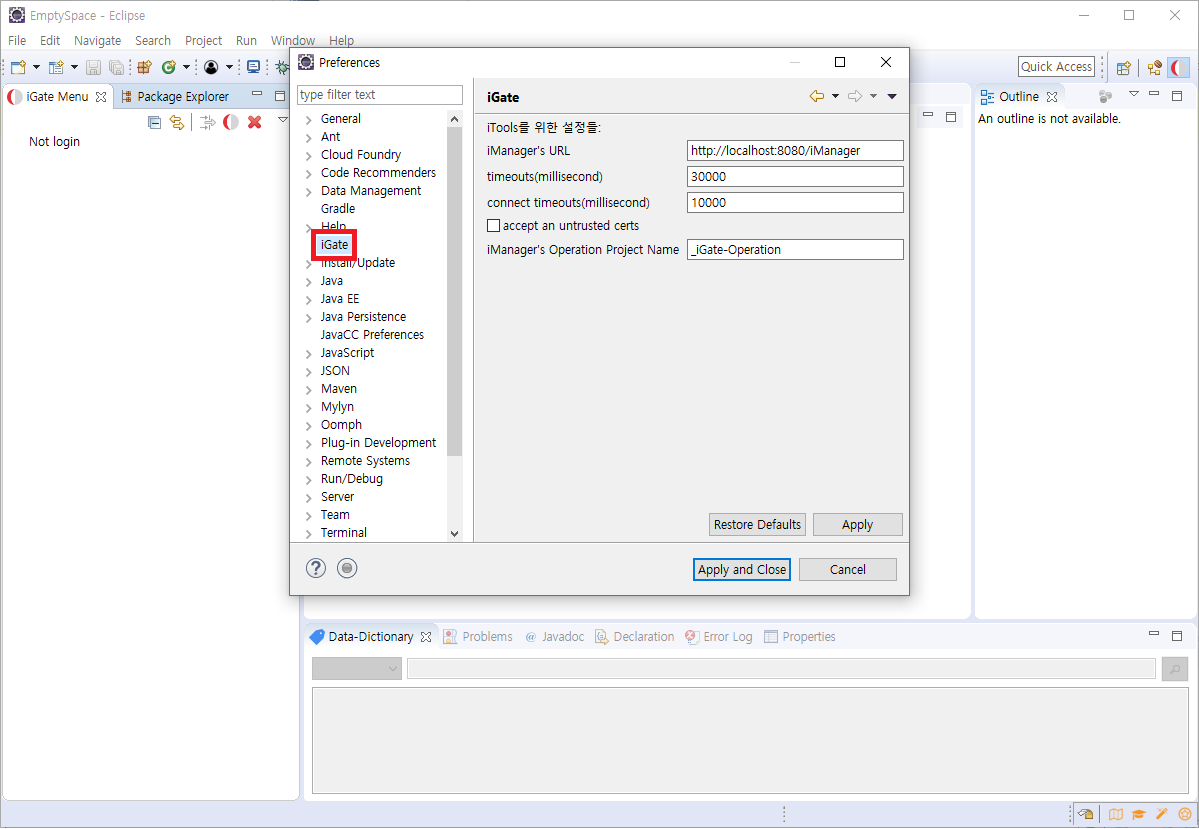 EmptySpace - Eclipse
File Edit Navigate Search Project Run Window Help
Quick Access
iGate Menu
Package Explorer
Not login
Preferences
type filter text
General
Ant
Cloud Foundry
Code Recommenders
Data Management
Gradle
Help
iGate
Install/Update
Java
Java EE
Java Persistence
JavaCC Preferences
JavaScript
JSON
Maven
Mylyn
Oomph
Plug-in Development
Remote Systems
Run/Debug
Server
Team
Terminal
iGate
iTools를 위한 설정들:
iManager's URL http://localhost:8080/iManager
timeouts(millisecond) 30000
connect timeouts(millisecond) 10000
accept an untrusted certs
iManager's Operation Project Name _iGate-Operation
Restore Defaults Apply
Apply and Close Cancel
Outline
An outline is not available.
Data-Dictionary Problems @ Javadoc Declaration Error Log Properties